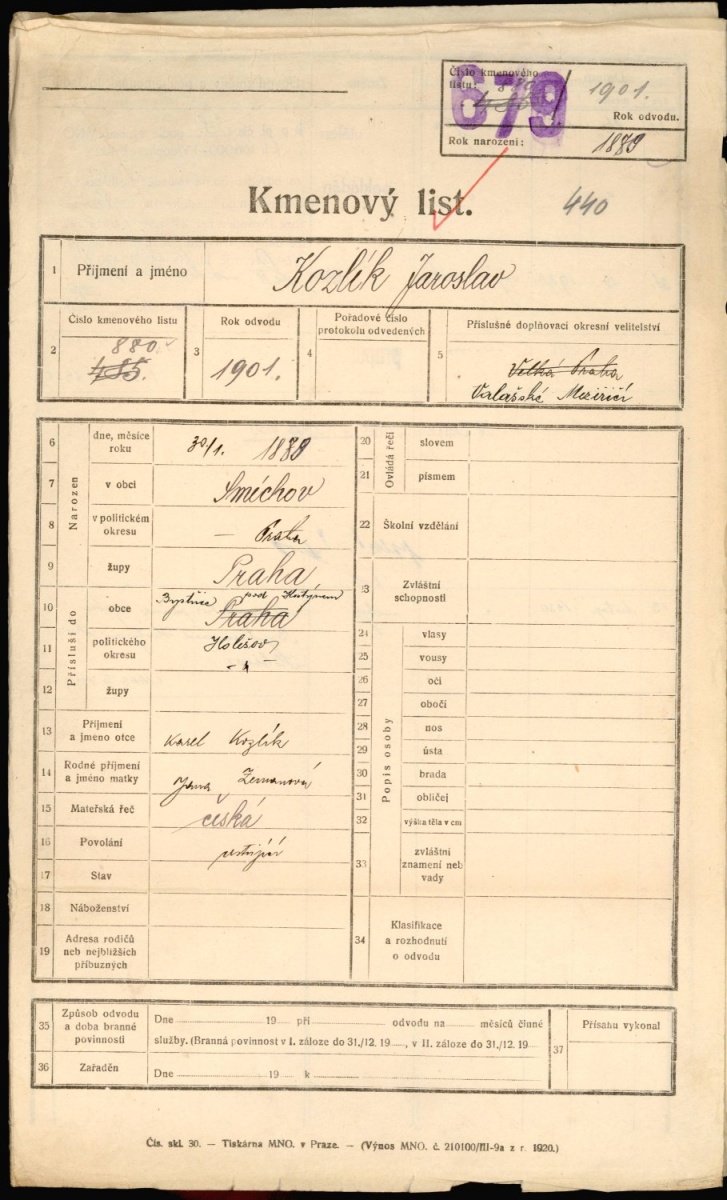 Číslo kmenového
listu: 880
485
679
1901.
Rok odvodu.
Rok narození:
Kmenový list.
440
1 Příjmení a jméno Kozlík Jaroslav
2 Číslo kmenového listu
880.
485.
3 Rok odvodu
1901.
4 Pořadové číslo
protokolu odvedených
5 Příslušné doplňovací okresní velitelství
Velká Praha
Valašské Meziříčí
Narozen
6 dne, měsíce
roku 30/1.
7 v obci Smíchov
8 v politickém
okresu — Praha
9 župy Praha
Přísluší do
10 obce Bystřice pod Hostýnem
Praha
11 politického
okresu Holešov
12 župy
13 Příjmení
a jméno otce Karel Kozlík
14 Rodné příjmení
a jméno matky Zemanová
15 Mateřská řeč česká
16 Povolání
17 Stav
18 Náboženství
19 Adresa rodičů
neb nejbližších
příbuzných
Ovládá řečí
20 slovem
21 písmem
22 Školní vzdělání
23 Zvláštní
schopnosti
Popis osoby
24 vlasy
25 vousy
26 oči
27 obočí
28 nos
29 ústa
30 brada
31 obličej
32 výška těla v cm
33 zvláštní
znamení neb
vady
34 Klasifikace
a rozhodnutí
o odvodu
35 Způsob odvodu
a doba branné
povinnosti
Dne 19 při odvodu na měsíců činné
služby. (Branná povinnost v I. záloze do 31./12. 19 , v II. záloze do 31./12. 19
36 Zařaděn
Dne 19 k
37 Přísahu vykonal
Čís. skl. 30. — Tiskárna MNO. v Praze. — (Výnos MNO. č. 210100/III-9a z r. 1920.)